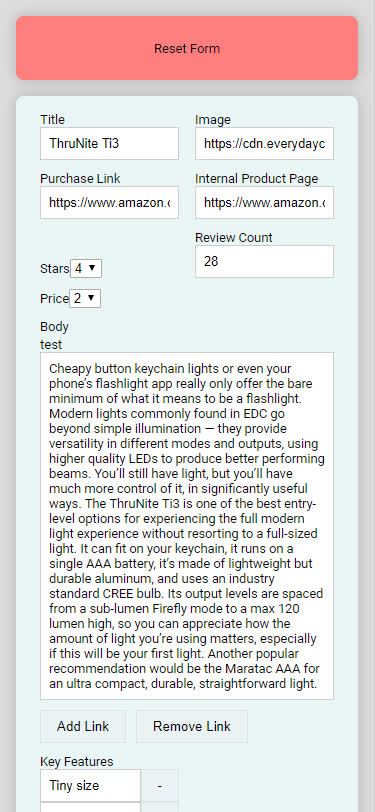 Reset Form
Title Image
ThruNite Ti3 https://cdn.everydayc
Purchase Link Internal Product Page
https://www.amazon.c https://www.amazon.c
Review Count
Stars 4 28
Price 2
Body
test
Cheapy button keychain lights or even your
phone’s flashlight app really only offer the bare
minimum of what it means to be a flashlight.
Modern lights commonly found in EDC go
beyond simple illumination — they provide
versatility in different modes and outputs, using
higher quality LEDs to produce better performing
beams. You’ll still have light, but you’ll have
much more control of it, in significantly useful
ways. The ThruNite Ti3 is one of the best entry-
level options for experiencing the full modern
light experience without resorting to a full-sized
light. It can fit on your keychain, it runs on a
single AAA battery, it’s made of lightweight but
durable aluminum, and uses an industry
standard CREE bulb. Its output levels are spaced
from a sub-lumen Firefly mode to a max 120
lumen high, so you can appreciate how the
amount of light you’re using matters, especially
if this will be your first light. Another popular
recommendation would be the Maratac AAA for
an ultra compact, durable, straightforward light.
Add Link Remove Link
Key Features
Tiny size -